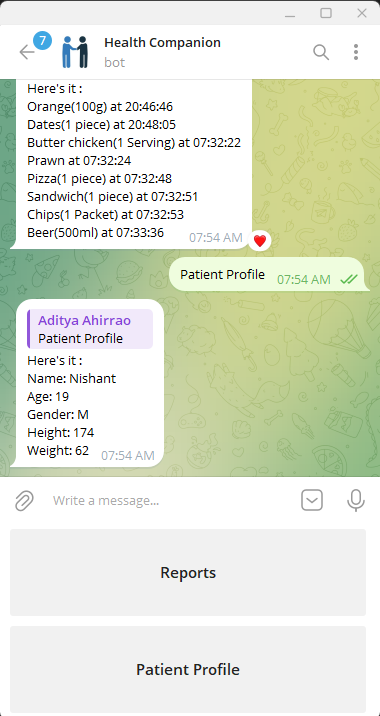 7
Health Companion
bot
Here's it :
Orange(100g) at 20:46:46
Dates(1 piece) at 20:48:05
Butter chicken(1 Serving) at 07:32:22
Prawn at 07:32:24
Pizza(1 piece) at 07:32:48
Sandwich(1 piece) at 07:32:51
Chips(1 Packet) at 07:32:53
Beer(500ml) at 07:33:36
07:54 AM
Patient Profile 07:54 AM
Aditya Ahirrao
Patient Profile
Here's it :
Name: Nishant
Age: 19
Gender: M
Height: 174
Weight: 62 07:54 AM
Write a message...
Reports
Patient Profile